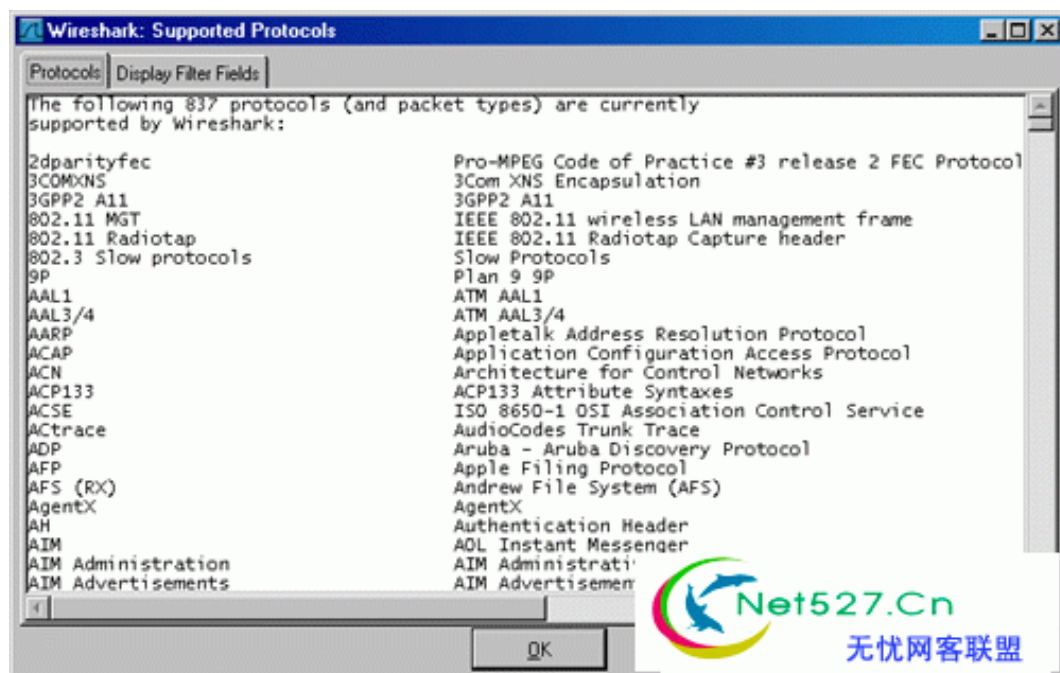 Wireshark: Supported Protocols
Protocols Display Filter Fields
The following 837 protocols (and packet types) are currently
supported by Wireshark:
2dparityfec Pro-MPEG Code of Practice #3 release 2 FEC Protocol
3COMXNS 3Com XNS Encapsulation
3GPP2 A11 3GPP2 A11
802.11 MGT IEEE 802.11 wireless LAN management frame
802.11 Radiotap IEEE 802.11 Radiotap Capture header
802.3 Slow protocols Slow Protocols
9P Plan 9 9P
AAL1 ATM AAL1
AAL3/4 ATM AAL3/4
AARP Appletalk Address Resolution Protocol
ACAP Application Configuration Access Protocol
ACN Architecture for Control Networks
ACP133 ACP133 Attribute Syntaxes
ACSE ISO 8650-1 OSI Association Control Service
ACtrace AudioCodes Trunk Trace
ADP Aruba - Aruba Discovery Protocol
AFP Apple Filing Protocol
AFS (RX) Andrew File System (AFS)
AgentX AgentX
AH Authentication Header
AIM AOL Instant Messenger
AIM Administration AIM Administrati
AIM Advertisements AIM Advertisemen
OK
Net527.Cn
无忧网客联盟